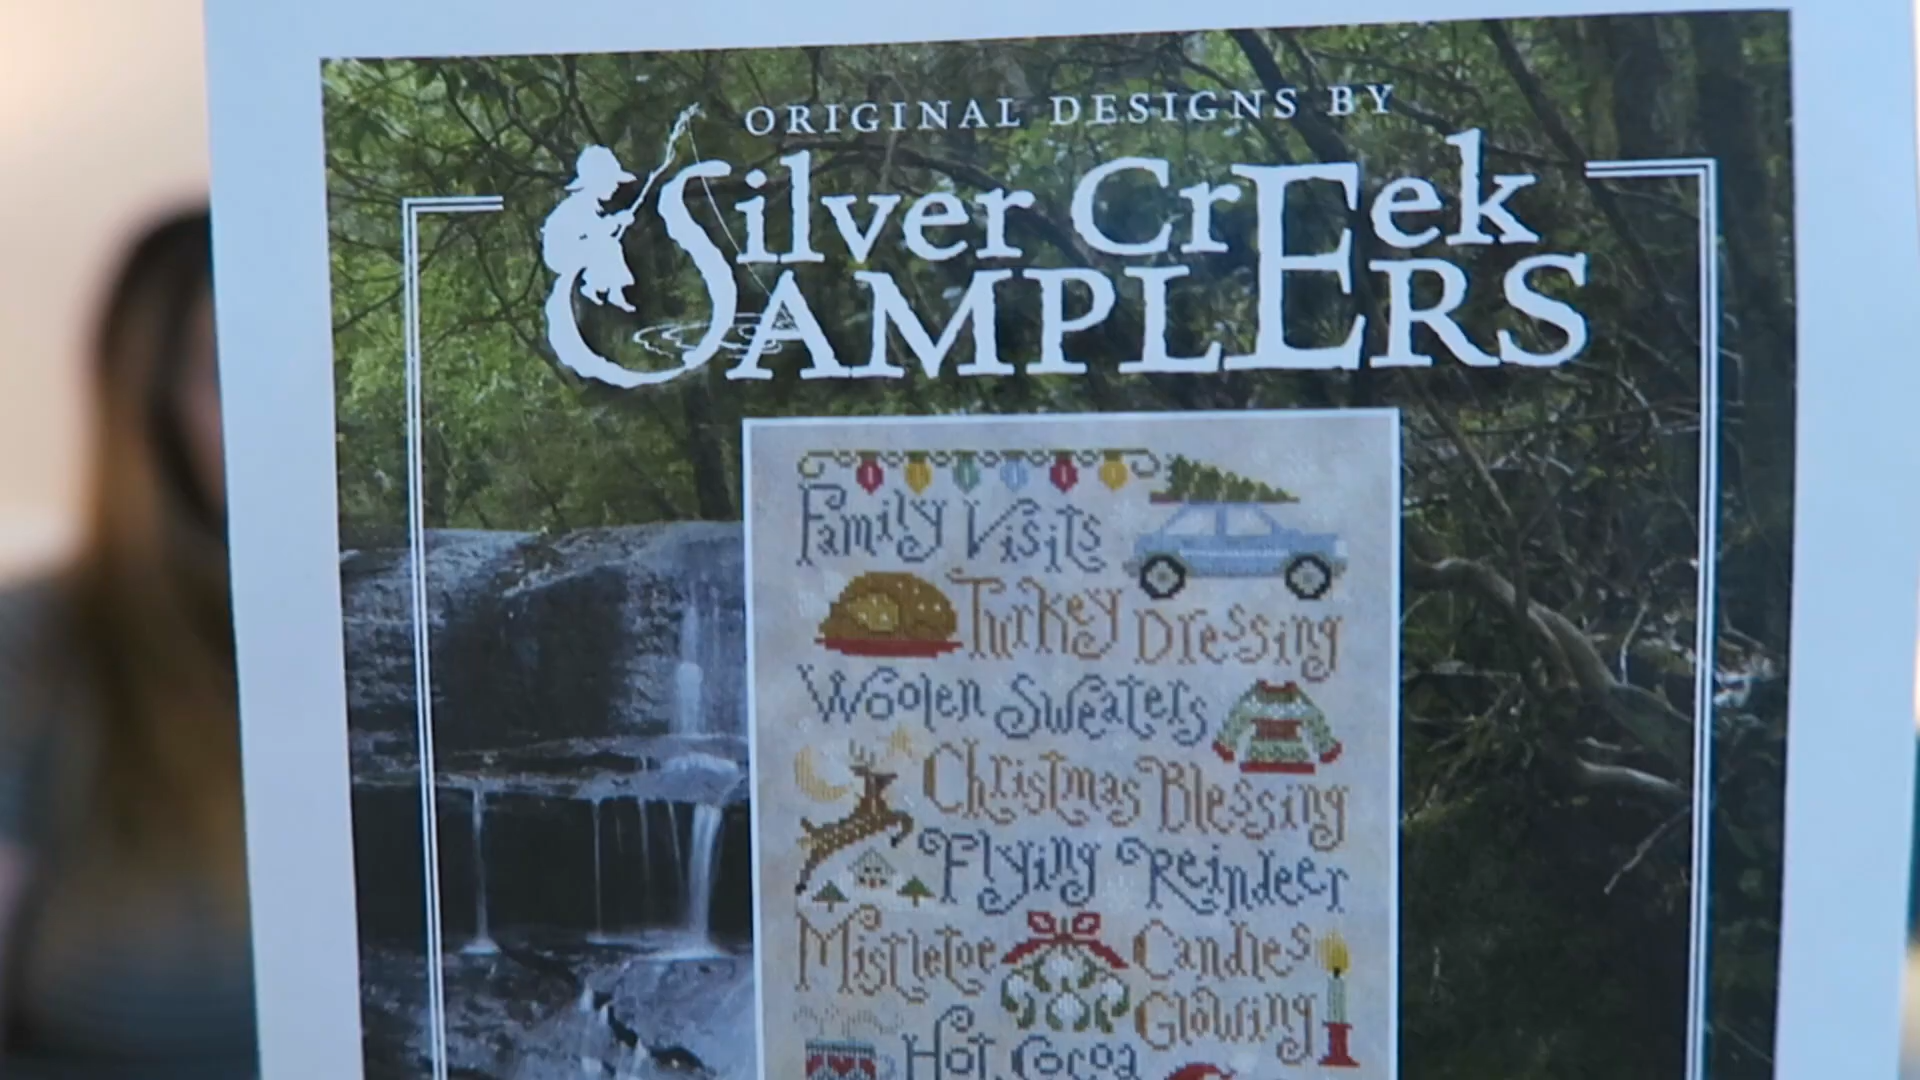 ORIGINAL DESIGNS BY
Silver Creek
SAMPLERS
Family Visits
Turkey Dressing
Woolen Sweaters
Christmas Blessing
Flying Reindeer
Mistletoe Candles
Glowing
Hot Cocoa